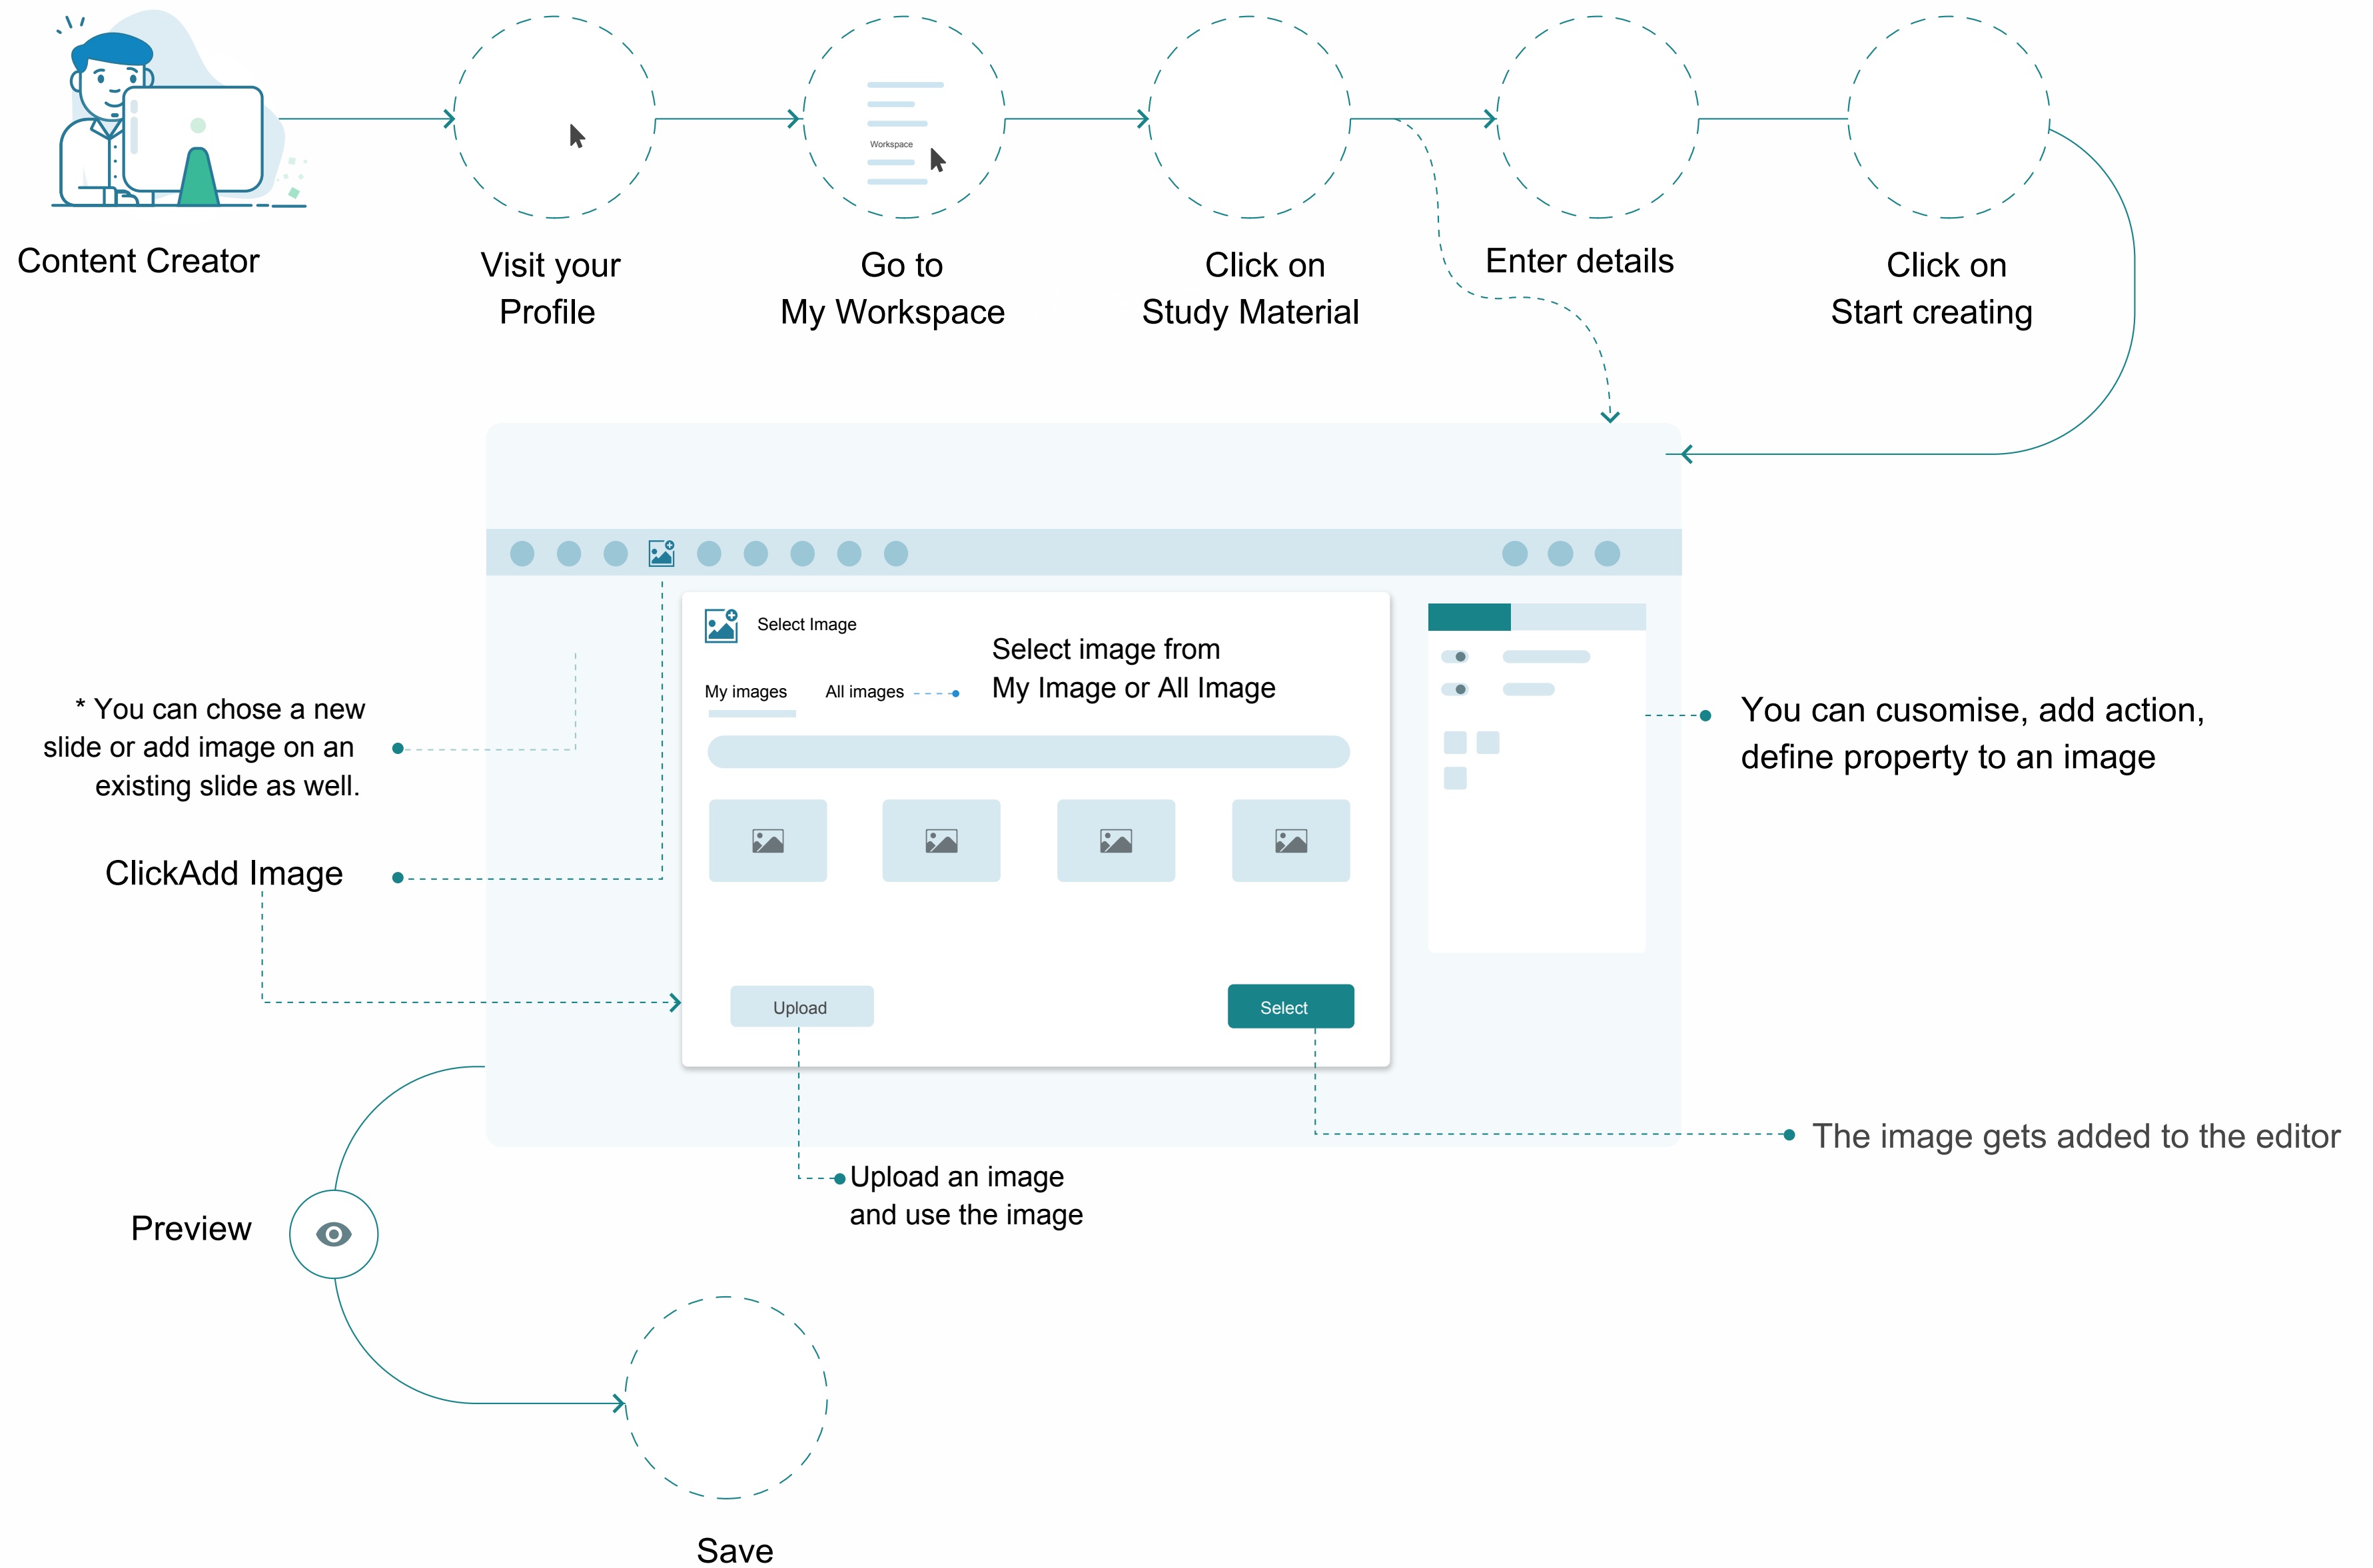 Content Creator
Visit your
Profile
Workspace
Go to
My Workspace
Click on
Study Material
Enter details
Click on
Start creating
Select Image
Select image from
My Image or All Image
My images
All images
* You can chose a new
slide or add image on an
existing slide as well.
You can cusomise, add action,
define property to an image
ClickAdd Image
Upload
Select
The image gets added to the editor
Upload an image
and use the image
Preview
Save